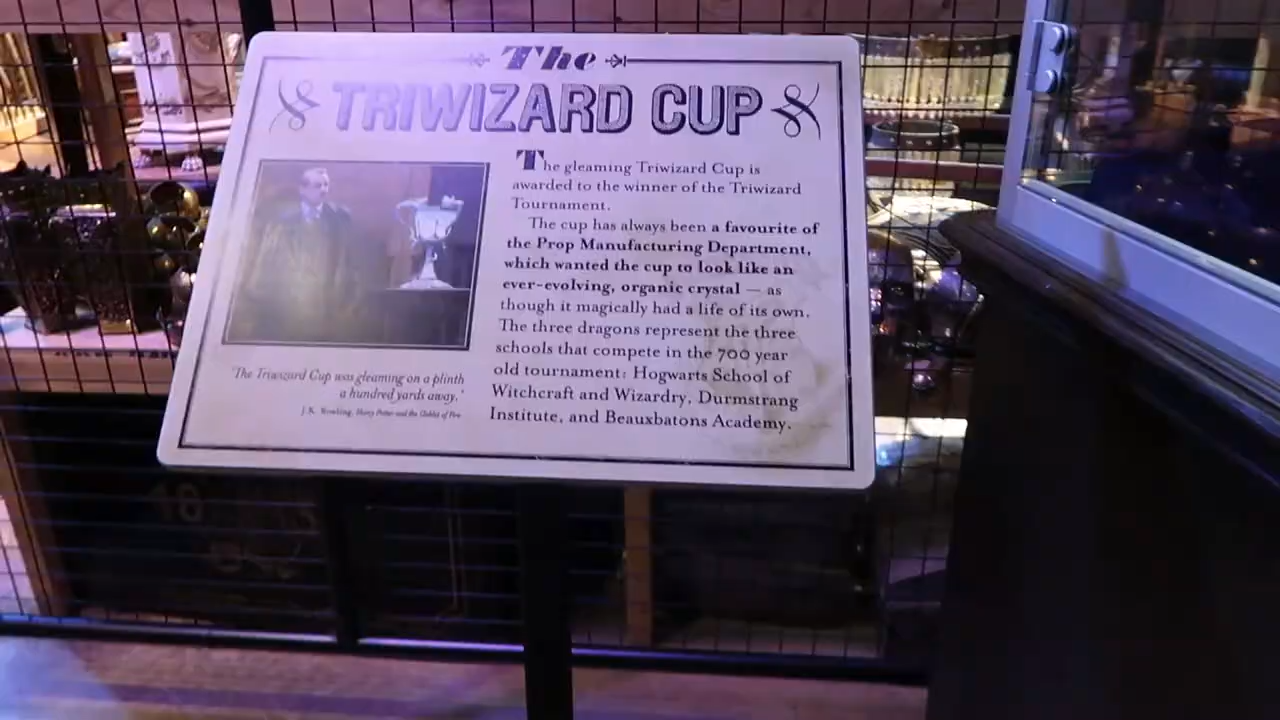 The
TRIWIZARD CUP
The gleaming Triwizard Cup is
awarded to the winner of the Triwizard
Tournament.
The cup has always been a favourite of
the Prop Manufacturing Department,
which wanted the cup to look like an
ever-evolving, organic crystal — as
though it magically had a life of its own.
The three dragons represent the three
schools that compete in the 700 year
old tournament: Hogwarts School of
Witchcraft and Wizardry, Durmstrang
Institute, and Beauxbatons Academy.
'The Triwizard Cup was gleaming on a plinth
a hundred yards away.'
J.K. Rowling, Harry Potter and the Goblet of Fire
18